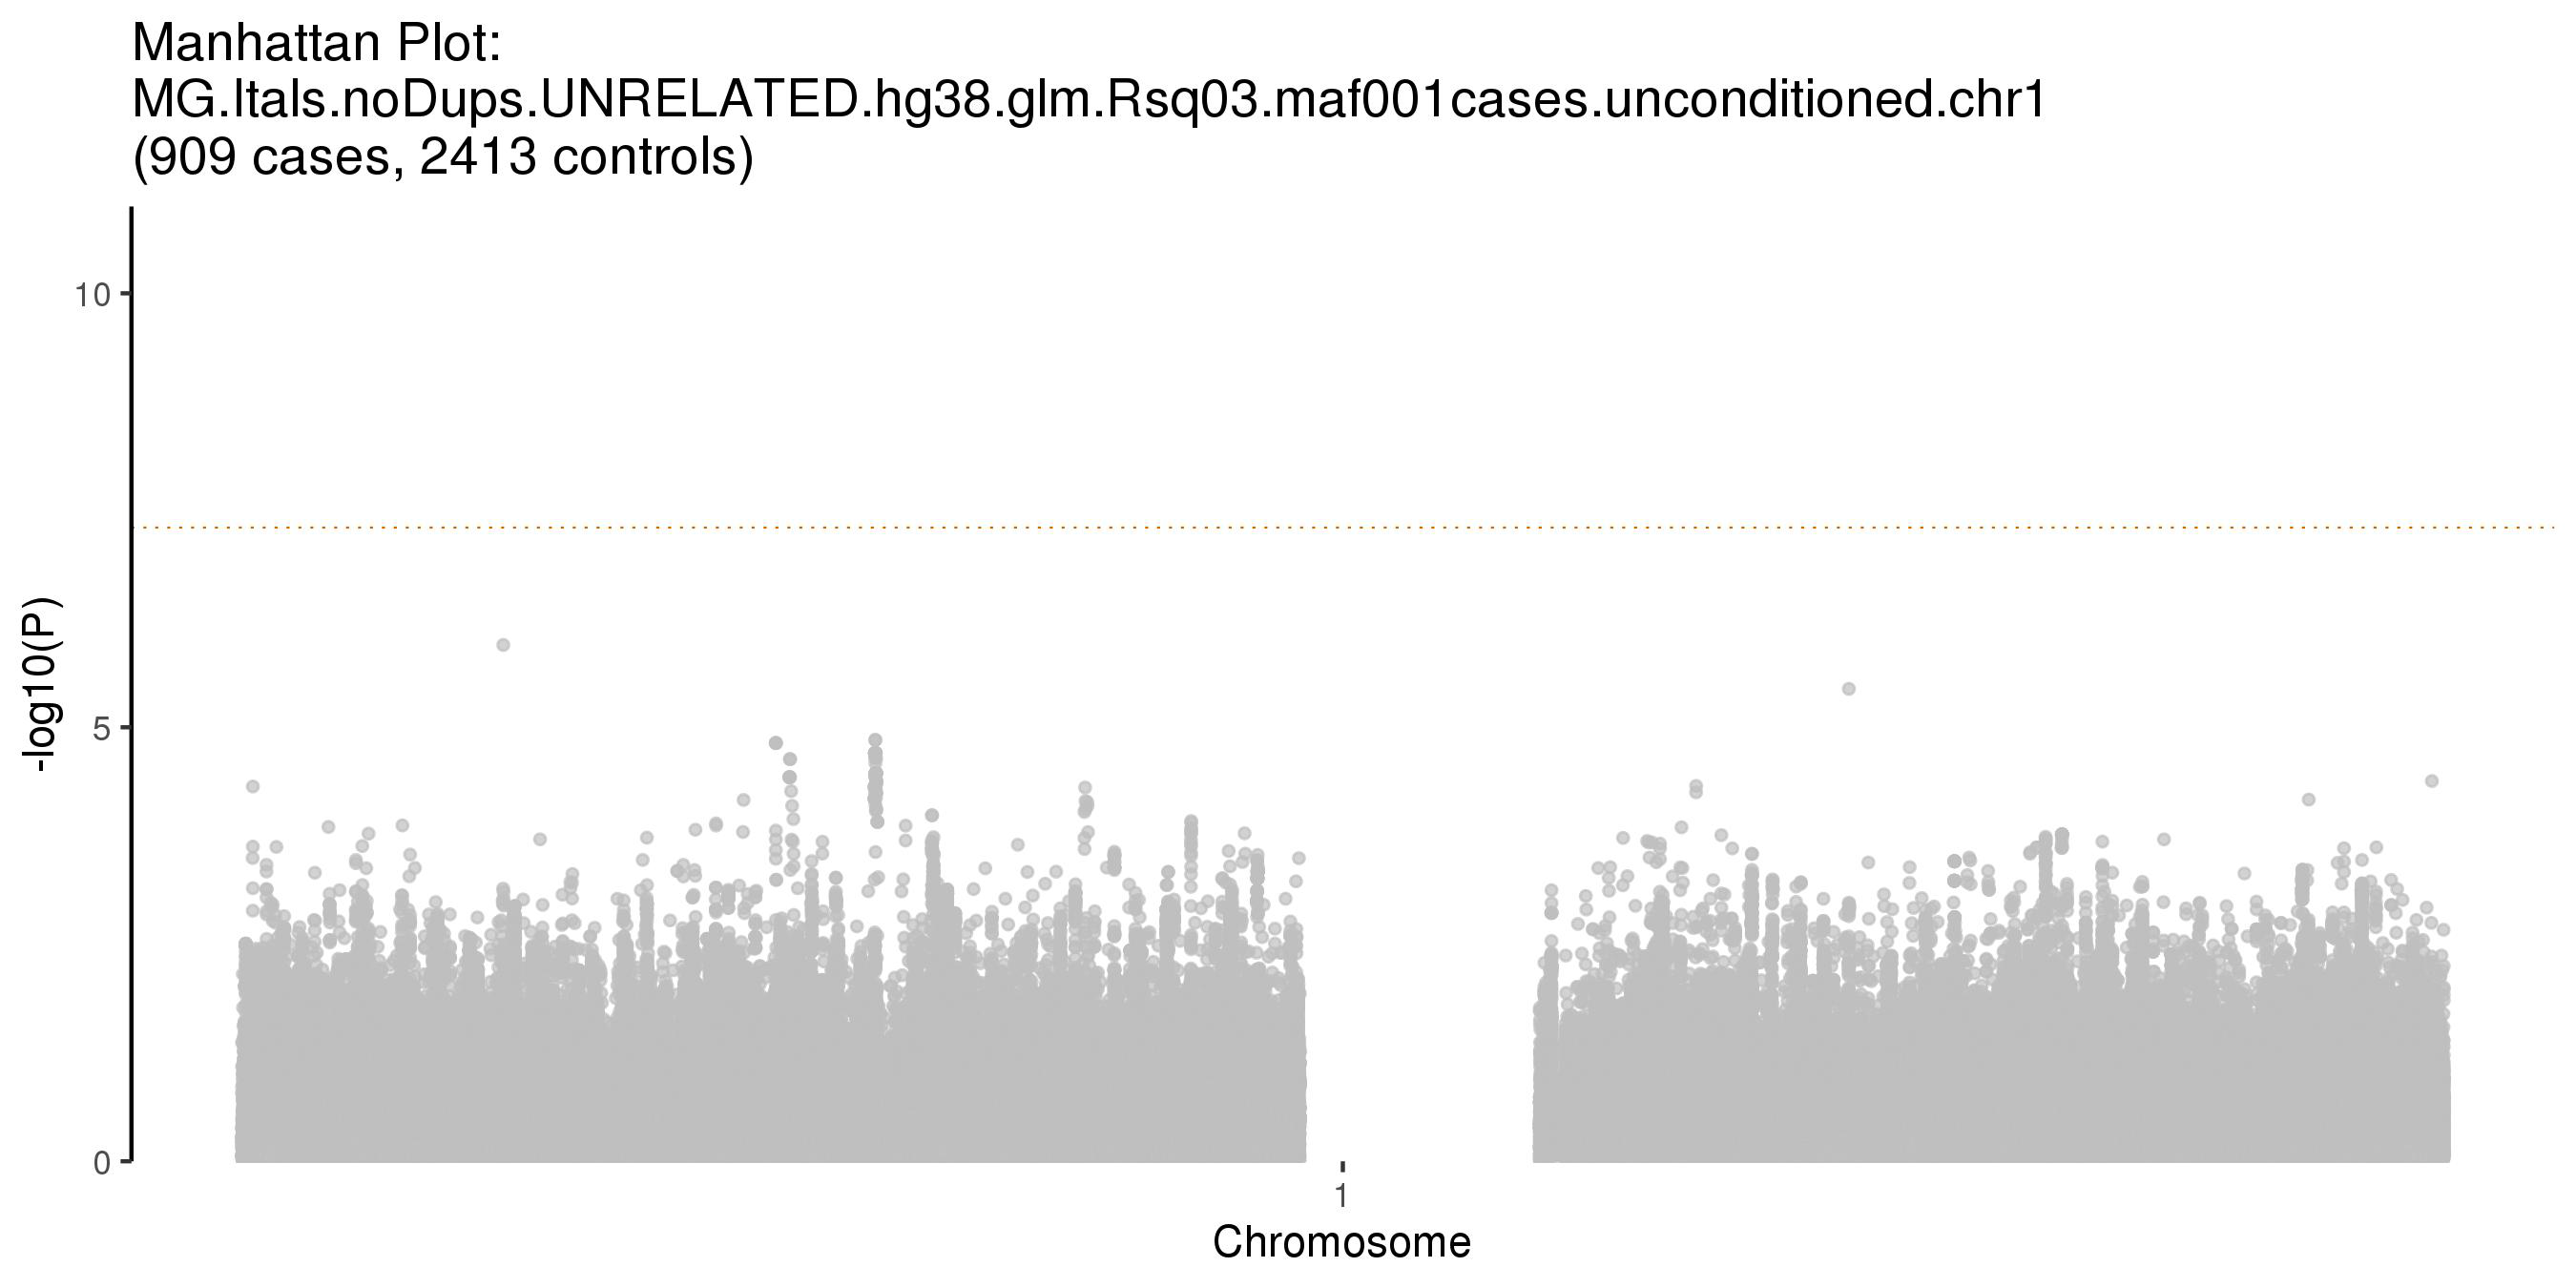 Manhattan Plot:
MG.Itals.noDups.UNRELATED.hg38.glm.Rsq03.maf001cases.unconditioned.chr1
(909 cases, 2413 controls)
10
5
0
-log10(P)
1
Chromosome